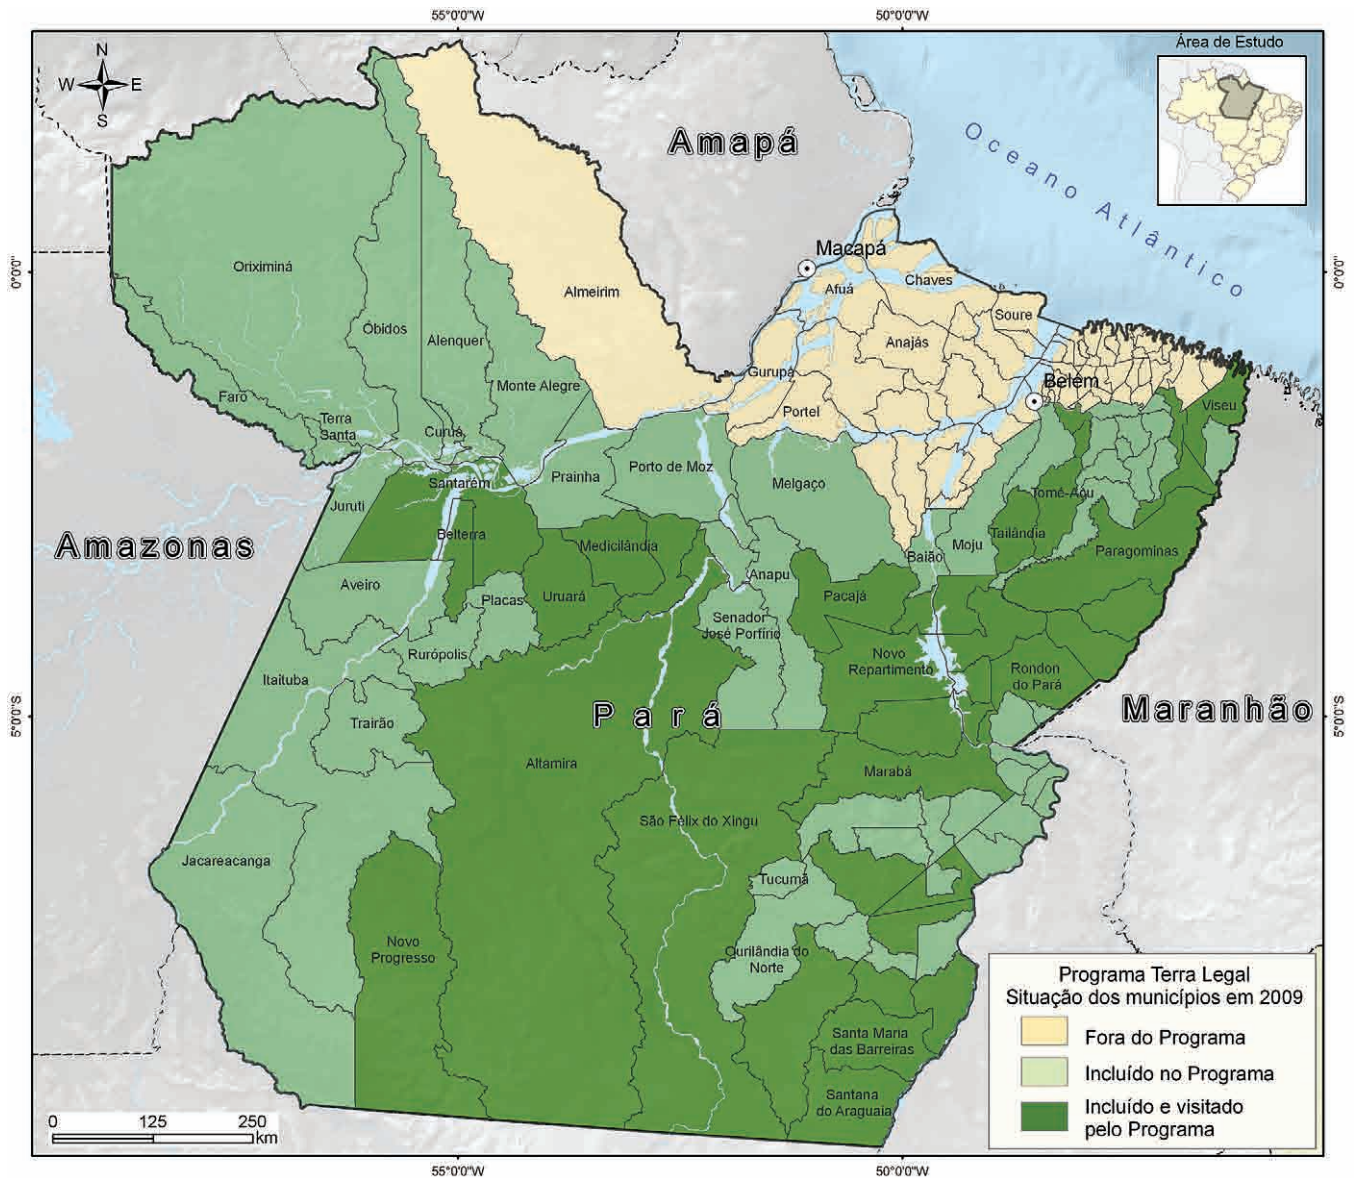 55°0'0"W
50°0'0"W
N
W
E
S
Área de Estudo
Amapá
Oceano Atlântico
Macapá
0°0'0"
0°0'0"
Oriximiná
Almeirim
Chaves
Afuá
Soure
Óbidos
Alenquer
Anajás
Gurupá
Belém
Monte Alegre
Faro
Portel
Viseu
Terra
Santa
Curuá
Porto de Moz
Prainha
Melgaço
Santarém
Juruti
Tomé-Açu
Amazonas
Belterra
Medicilândia
Tailândia
Moju
Baião
Paragominas
Aveiro
Anapu
Placas
Uruará
Pacajá
Senador
José Porfírio
Rurópolis
Novo
Repartimento
Itaituba
Rondon
do Pará
5°0'0"S
Trairão
Pará
Maranhão
5°0'0"S
Altamira
Marabá
São Félix do Xingu
Jacareacanga
Tucumã
Novo
Progresso
Ourilândia do
Norte
Santa Maria
das Barreiras
Santana
do Araguaia
Programa Terra Legal
Situação dos municípios em 2009
Fora do Programa
Incluído no Programa
Incluído e visitado
pelo Programa
0 125 250
km
55°0'0"W
50°0'0"W